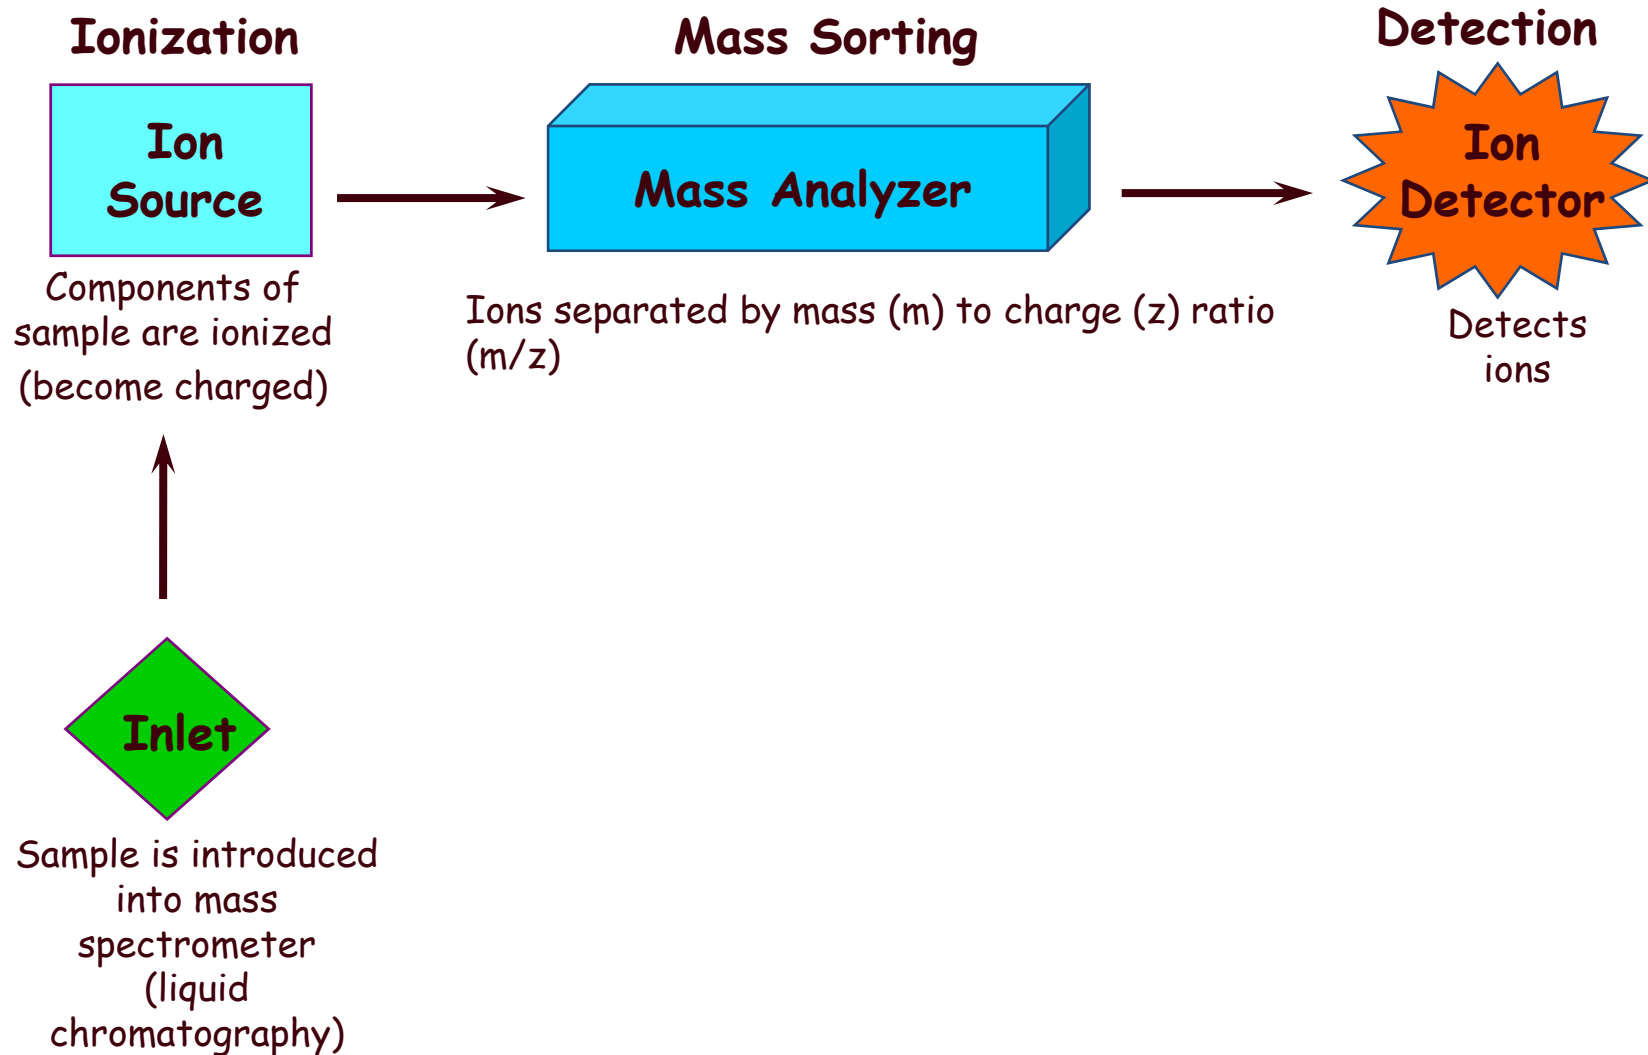 Ionization
Ion
Source
Components of
sample are ionized
(become charged)
Mass Sorting
Mass Analyzer
Ions separated by mass (m) to charge (z) ratio
(m/z)
Detection
Ion
Detector
Detects
ions
Inlet
Sample is introduced
into mass
spectrometer
(liquid
chromatography)